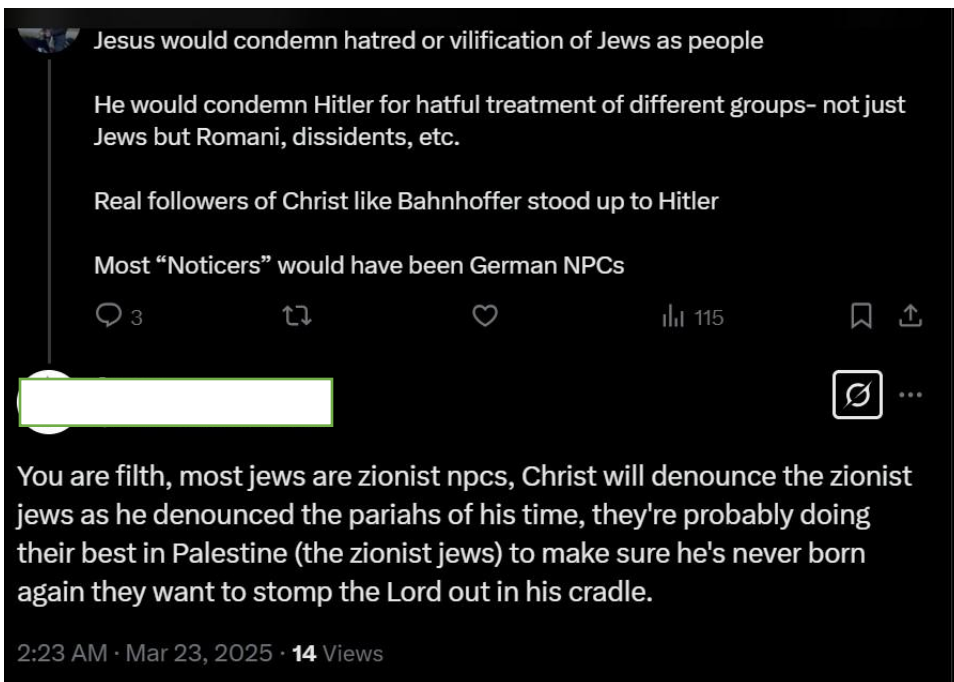 Jesus would condemn hatred or vilification of Jews as people
He would condemn Hitler for hatful treatment of different groups- not just
Jews but Romani, dissidents, etc.
Real followers of Christ like Bahnhoffer stood up to Hitler
Most “Noticers” would have been German NPCs
3
115
You are filth, most jews are zionist npcs, Christ will denounce the zionist
jews as he denounced the pariahs of his time, they're probably doing
their best in Palestine (the zionist jews) to make sure he's never born
again they want to stomp the Lord out in his cradle.
2:23 AM · Mar 23, 2025 · 14 Views